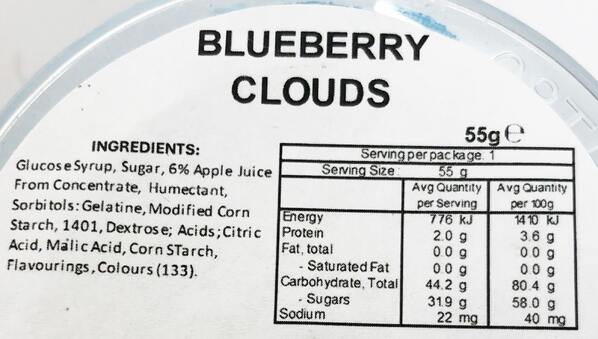 BLUEBERRY
CLOUDS
55g e
INGREDIENTS:
Glucose Syrup, Sugar, 6% Apple Juice
From Concentrate, Humectant,
Sorbitols: Gelatine, Modified Corn
Starch, 1401, Dextrose; Acids; Citric
Acid, Malic Acid, Corn STarch,
Flavourings, Colours (133).
Serving per package: 1
Serving Size: 55 g
Avg Quantity per Serving Avg Quantity per 100g
Energy 776 kJ 1410 kJ
Protein 2.0 g 3.6 g
Fat, total 0.0 g 0.0 g
- Saturated Fat 0.0 g 0.0 g
Carbohydrate, Total 44.2 g 80.4 g
- Sugars 31.9 g 58.0 g
Sodium 22 mg 40 mg